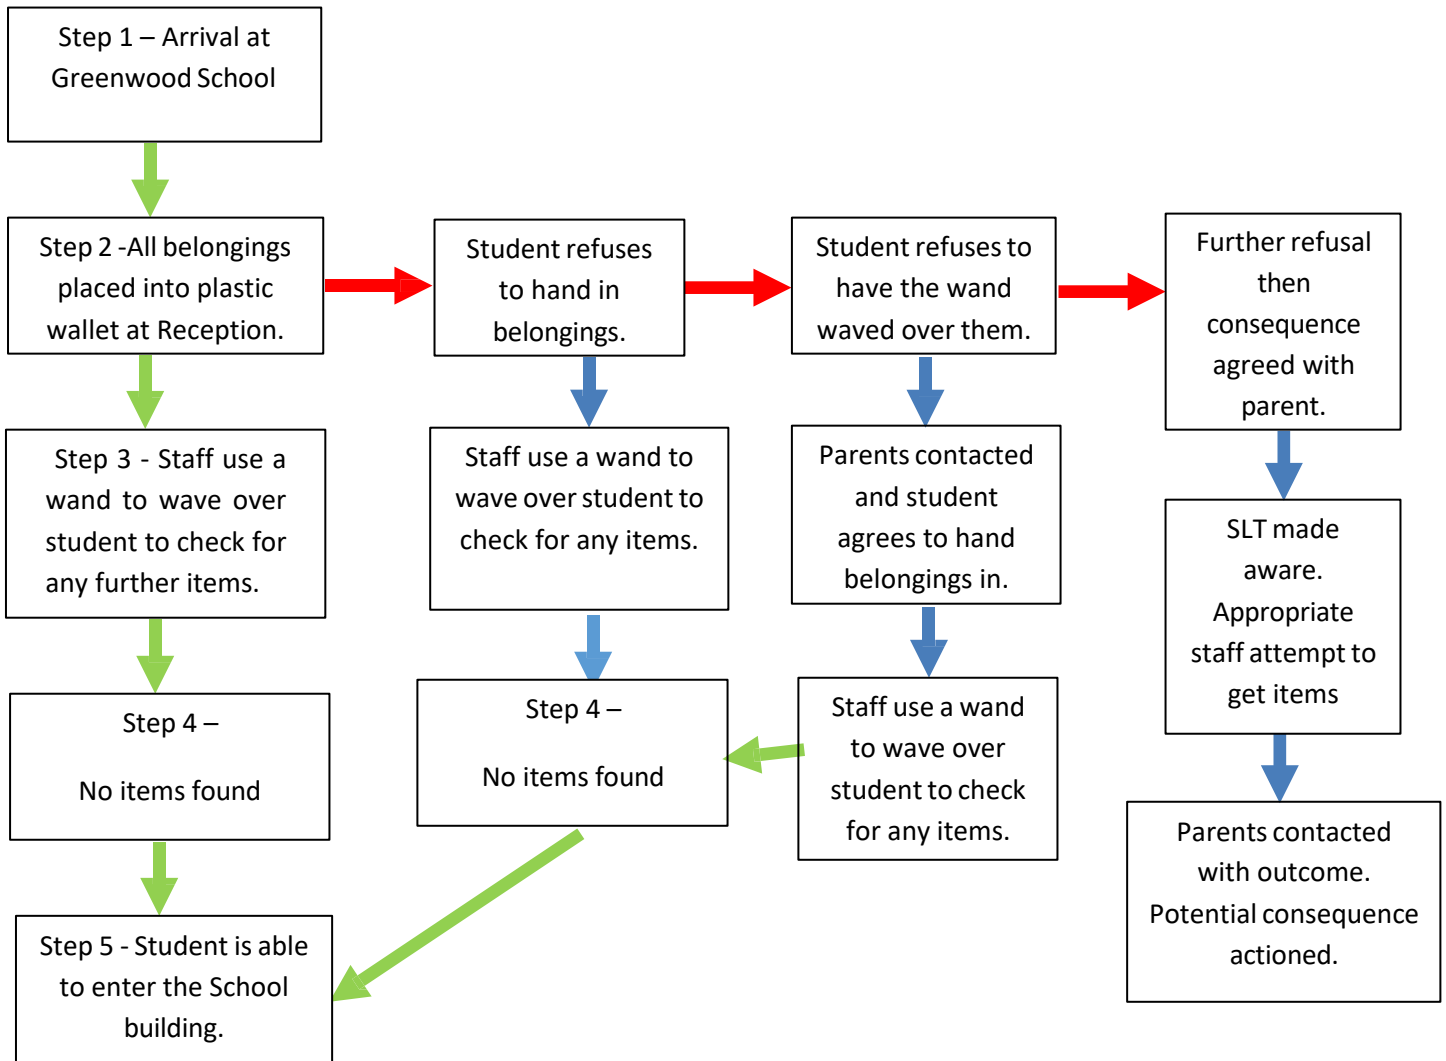 Step 1 – Arrival at
Greenwood School
Step 2 -All belongings
placed into plastic
wallet at Reception.
Student refuses
to hand in
belongings.
Student refuses to
have the wand
waved over them.
Further refusal
then
consequence
agreed with
parent.
Step 3 - Staff use a
wand to wave over
student to check for
any further items.
Staff use a wand to
wave over student to
check for any items.
Parents contacted
and student
agrees to hand
belongings in.
SLT made
aware.
Appropriate
staff attempt to
get items
Step 4 –
No items found
Step 4 –
No items found
Staff use a wand
to wave over
student to check
for any items.
Parents contacted
with outcome.
Potential consequence
actioned.
Step 5 - Student is able
to enter the School
building.